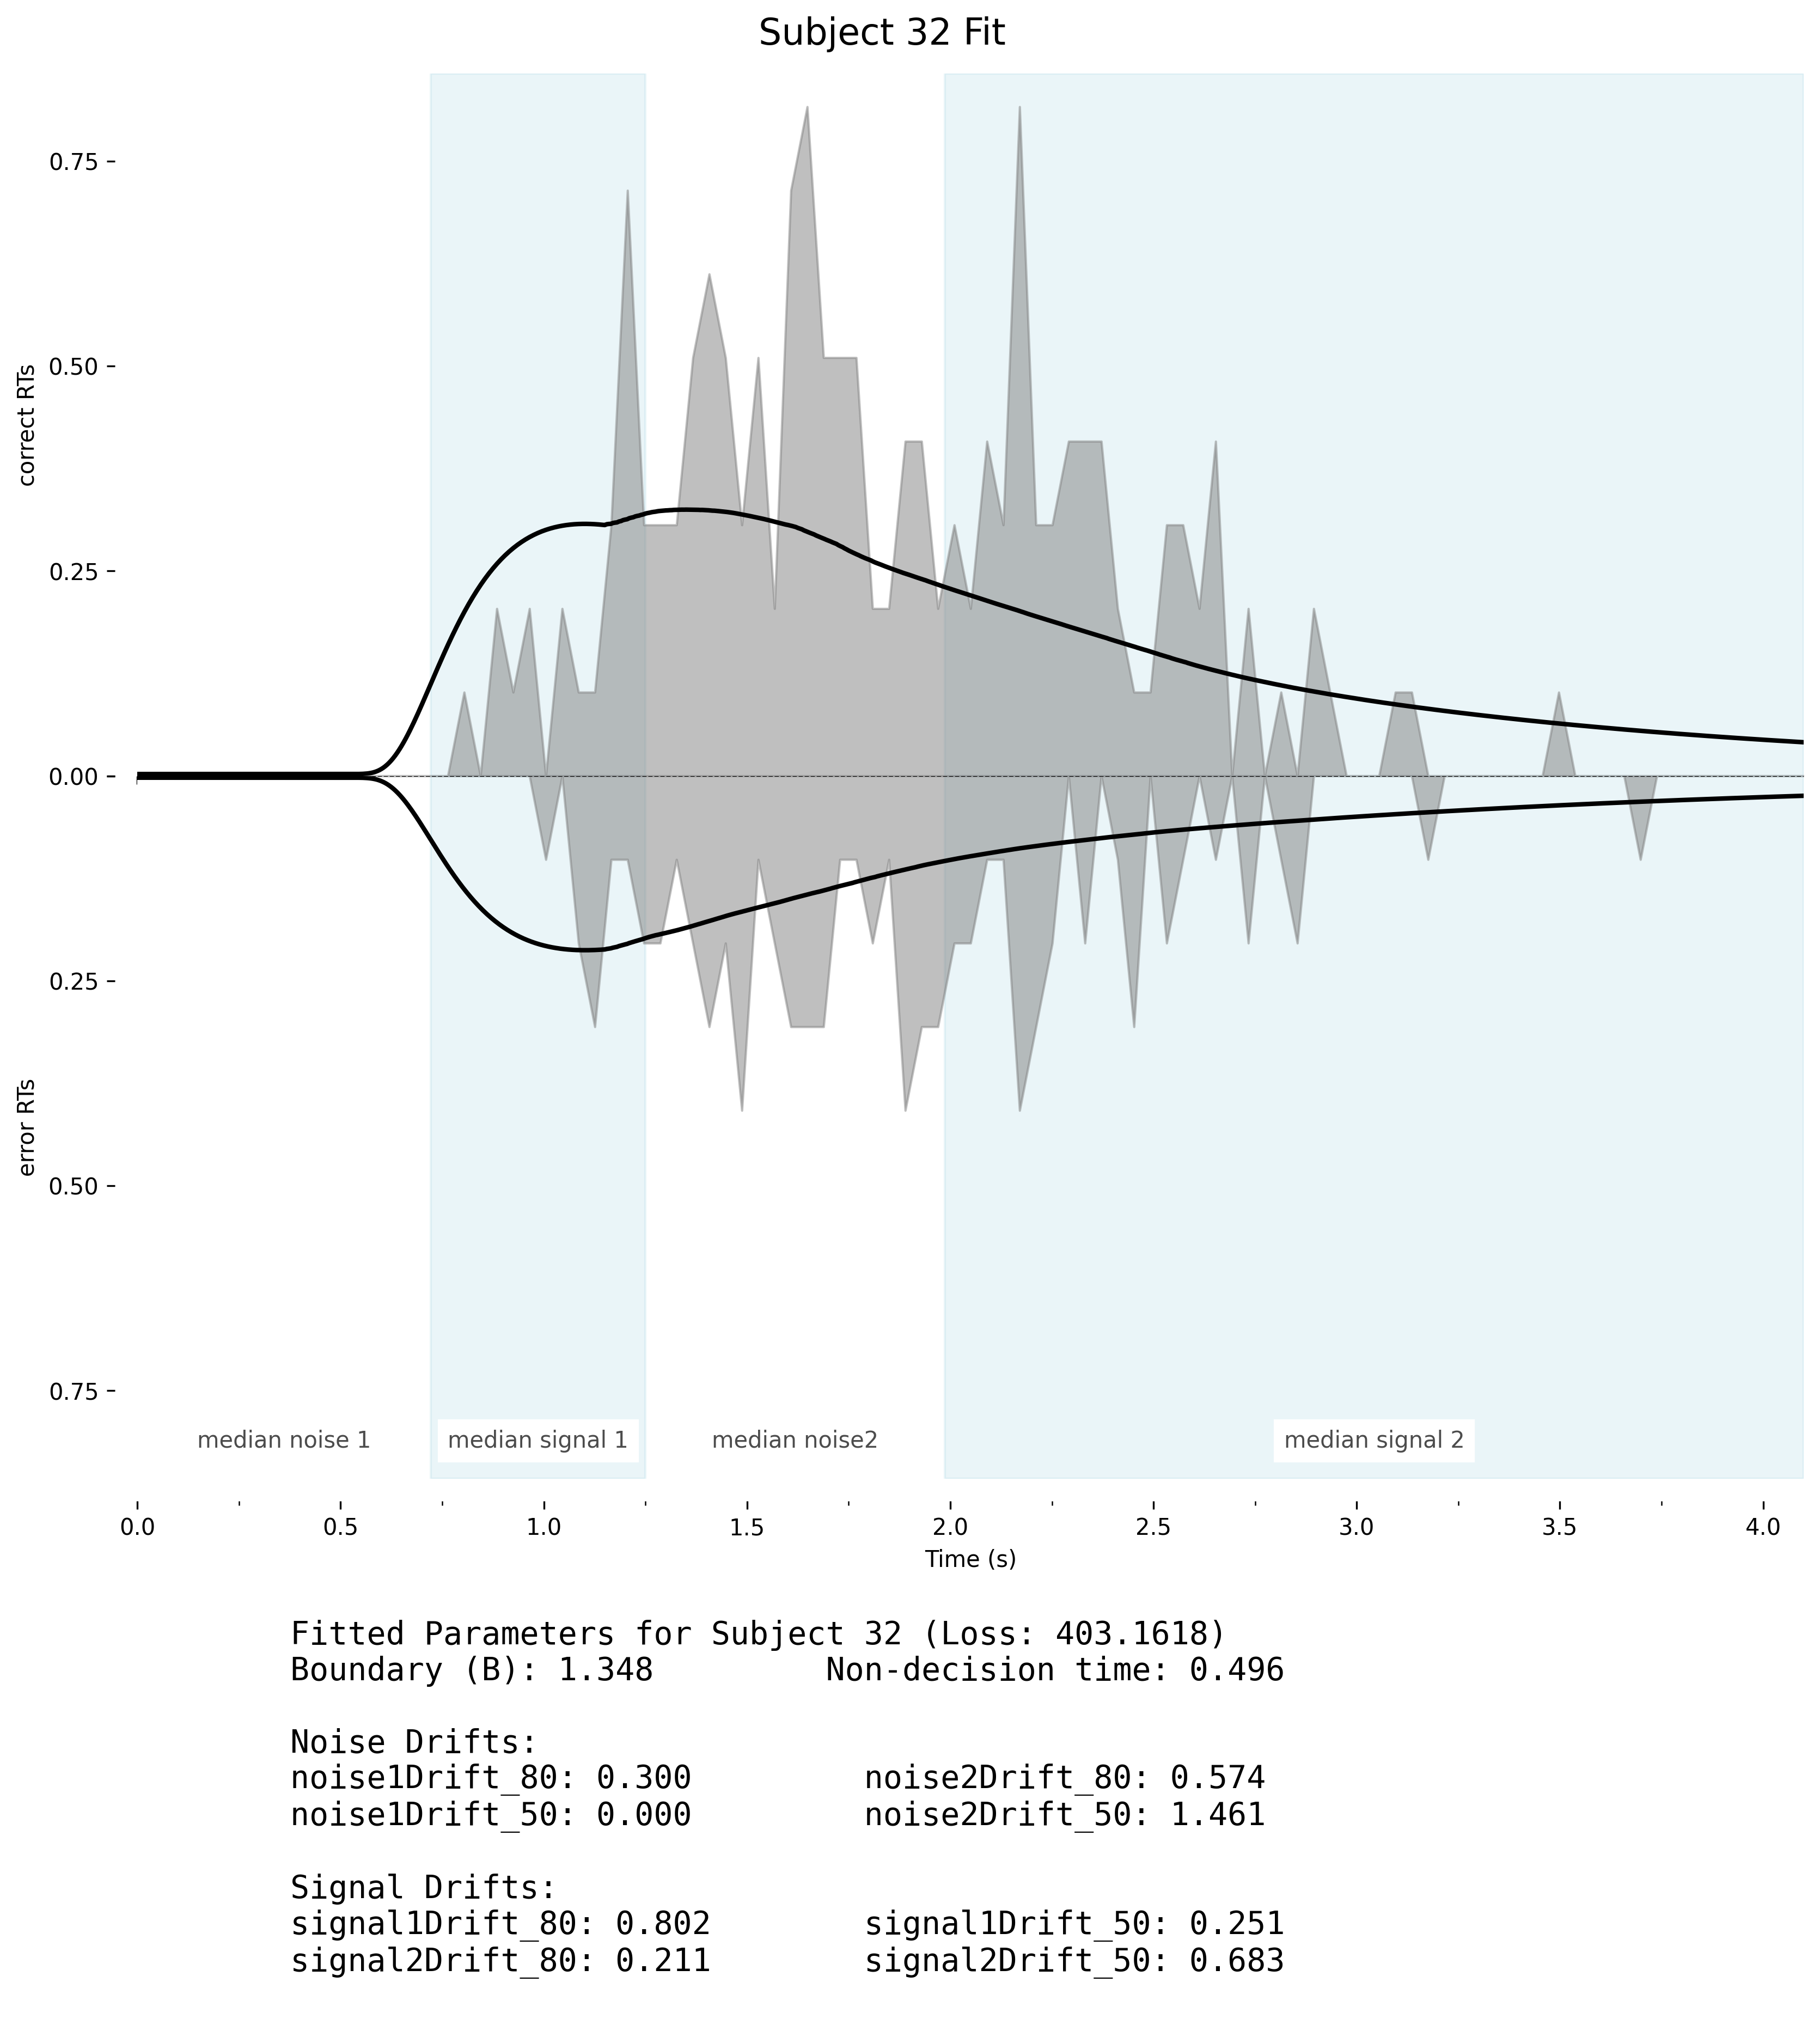 Subject 32 Fit
correct RTs
error RTs
0.75
0.50
0.25
0.00
0.25
0.50
0.75
median noise 1
median signal 1
median noise2
median signal 2
0.0 0.5 1.0 1.5 2.0 2.5 3.0 3.5 4.0
Time (s)
Fitted Parameters for Subject 32 (Loss: 403.1618)
Boundary (B): 1.348 Non-decision time: 0.496
Noise Drifts:
noise1Drift_80: 0.300 noise2Drift_80: 0.574
noise1Drift_50: 0.000 noise2Drift_50: 1.461
Signal Drifts:
signal1Drift_80: 0.802 signal1Drift_50: 0.251
signal2Drift_80: 0.211 signal2Drift_50: 0.683